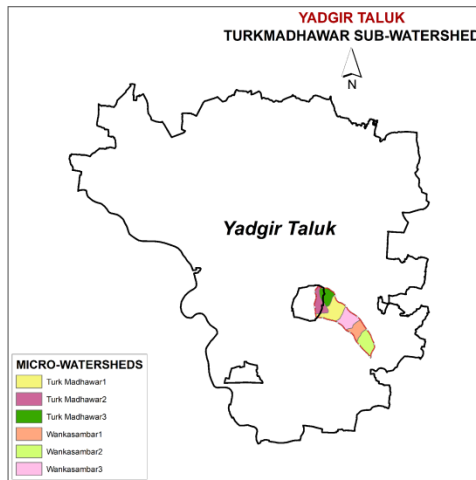 YADGIR TALUK
TURKMADHAWAR SUB-WATERSHED
N
Yadgir Taluk
MICRO-WATERSHEDS
Turk Madhawar1
Turk Madhawar2
Turk Madhawar3
Wankasambar1
Wankasambar2
Wankasambar3